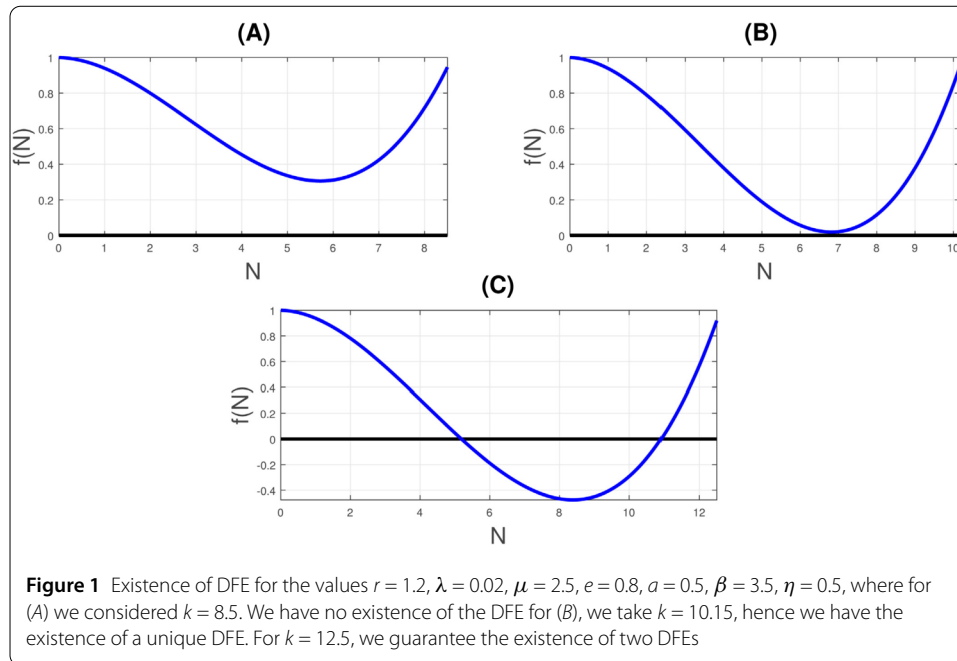 (A)
1
0.8
0.6
0.4
0.2
0
f(N)
0 1 2 3 4 5 6 7 8
N
(B)
1
0.8
0.6
0.4
0.2
0
f(N)
0 1 2 3 4 5 6 7 8 9 10
N
(C)
1
0.8
0.6
0.4
0.2
0
-0.2
-0.4
f(N)
0 2 4 6 8 10 12
N
Figure 1 Existence of DFE for the values r = 1.2, λ = 0.02, μ = 2.5, e = 0.8, a = 0.5, β = 3.5, η = 0.5, where for
(A) we considered k = 8.5. We have no existence of the DFE for (B), we take k = 10.15, hence we have the
existence of a unique DFE. For k = 12.5, we guarantee the existence of two DFEs